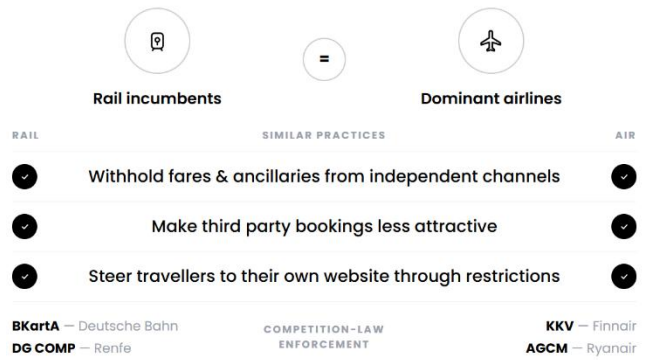 =
Rail incumbents
Dominant airlines
RAIL
SIMILAR PRACTICES
AIR
Withhold fares & ancillaries from independent channels
Make third party bookings less attractive
Steer travellers to their own website through restrictions
BKartA — Deutsche Bahn
DG COMP — Renfe
COMPETITION-LAW
ENFORCEMENT
KKV — Finnair
AGCM — Ryanair